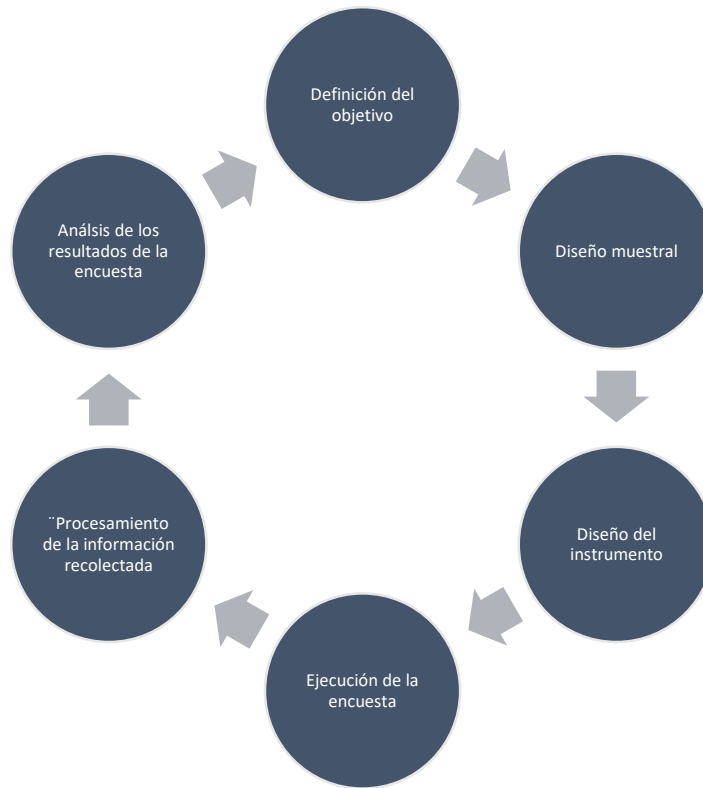 Definición del
objetivo
Diseño muestral
Diseño del
instrumento
Ejecución de la
encuesta
¨Procesamiento
de la información
recolectada
Análsis de los
resultados de la
encuesta